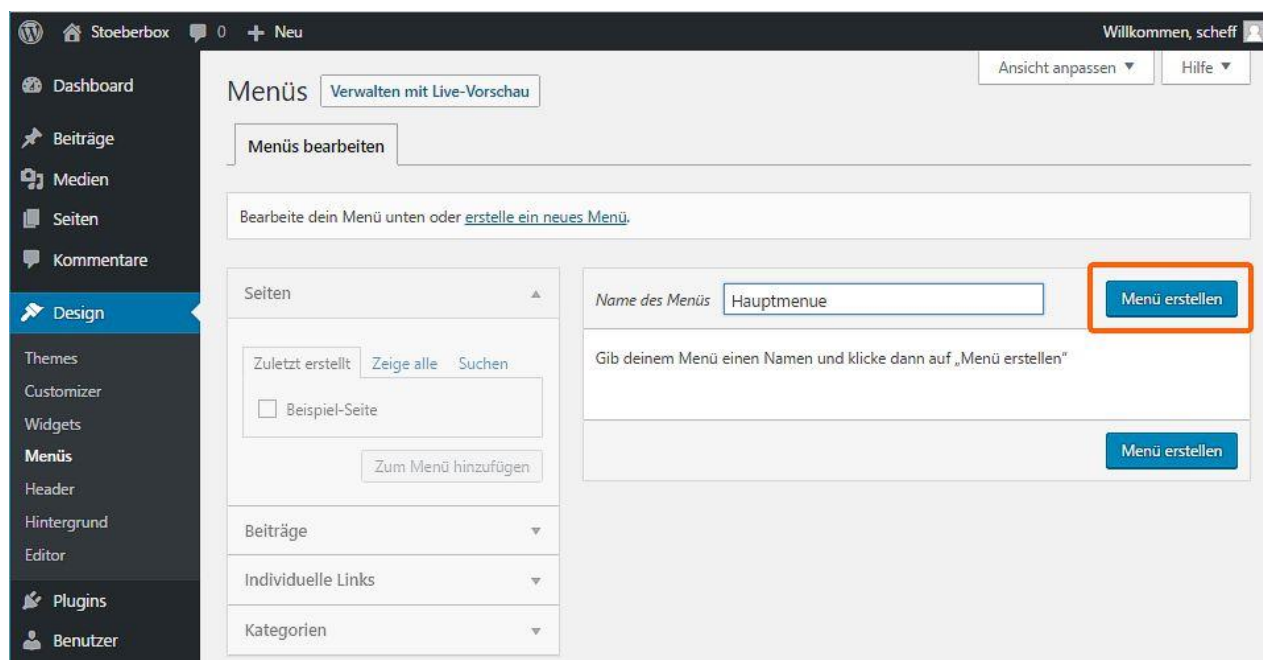 Stoeberbox 0 + Neu Willkommen, scheff
Dashboard
Beiträge
Medien
Seiten
Kommentare
Design
Themes
Customizer
Widgets
Menüs
Header
Hintergrund
Editor
Plugins
Benutzer
Ansicht anpassen Hilfe
Menüs Verwalten mit Live-Vorschau
Menüs bearbeiten
Bearbeite dein Menü unten oder erstelle ein neues Menü.
Seiten
Zuletzt erstellt Zeige alle Suchen
Beispiel-Seite
Zum Menü hinzufügen
Beiträge
Individuelle Links
Kategorien
Name des Menüs Hauptmenue Menü erstellen
Gib deinem Menü einen Namen und klicke dann auf „Menü erstellen“
Menü erstellen